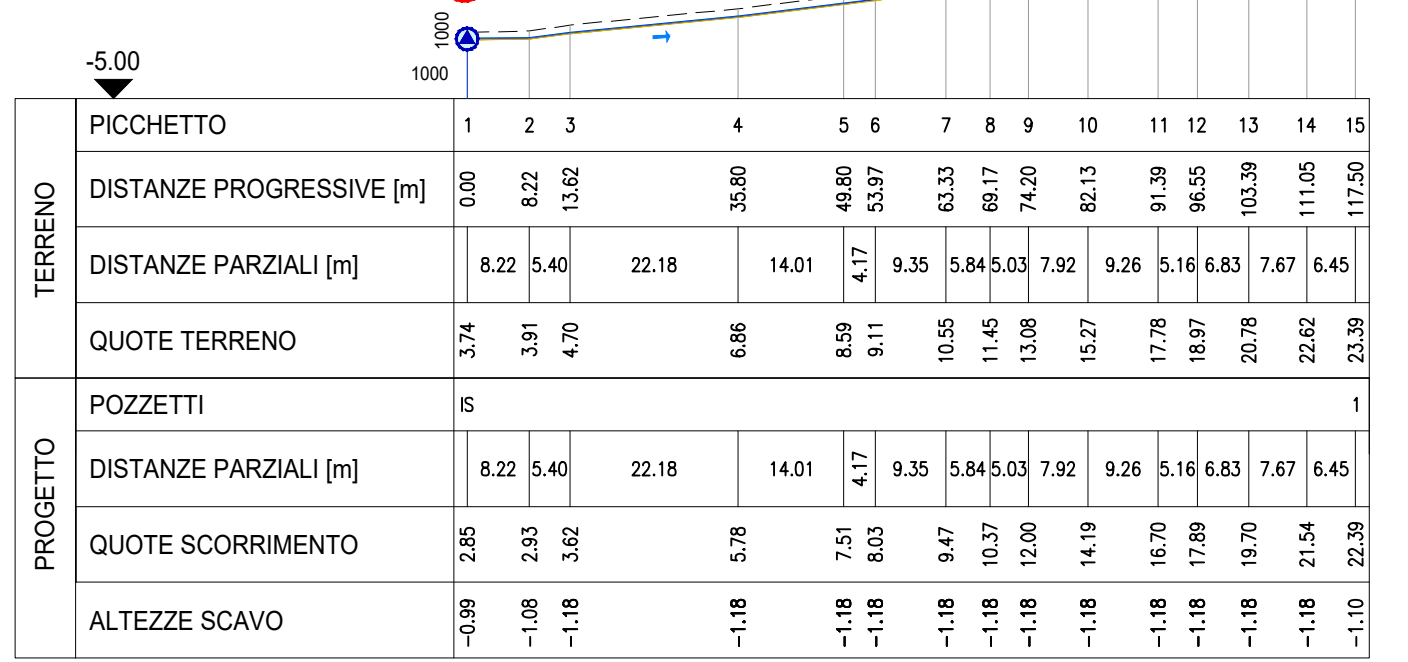 1000
-5.00
1000
TERRENO
PICCHETTO 1 2 3 4 5 6 7 8 9 10 11 12 13 14 15
DISTANZE PROGRESSIVE [m] 0.00 8.22 13.62 35.80 49.80 53.97 63.33 69.17 74.20 82.13 91.39 96.55 103.39 111.05 117.50
DISTANZE PARZIALI [m] 8.22 5.40 22.18 14.01 4.17 9.35 5.84 5.03 7.92 9.26 5.16 6.83 7.67 6.45
QUOTE TERRENO 3.74 3.91 4.70 6.86 8.59 9.11 10.55 11.45 13.08 15.27 17.78 18.97 20.78 22.62 23.39
PROGETTO
POZZETTI IS 1
DISTANZE PARZIALI [m] 8.22 5.40 22.18 14.01 4.17 9.35 5.84 5.03 7.92 9.26 5.16 6.83 7.67 6.45
QUOTE SCORRIMENTO 2.85 2.93 3.62 5.78 7.51 8.03 9.47 10.37 12.00 14.19 16.70 17.89 19.70 21.54 22.39
ALTEZZE SCAVO -0.99 -1.08 -1.18 -1.18 -1.18 -1.18 -1.18 -1.18 -1.18 -1.18 -1.18 -1.18 -1.18 -1.18 -1.10